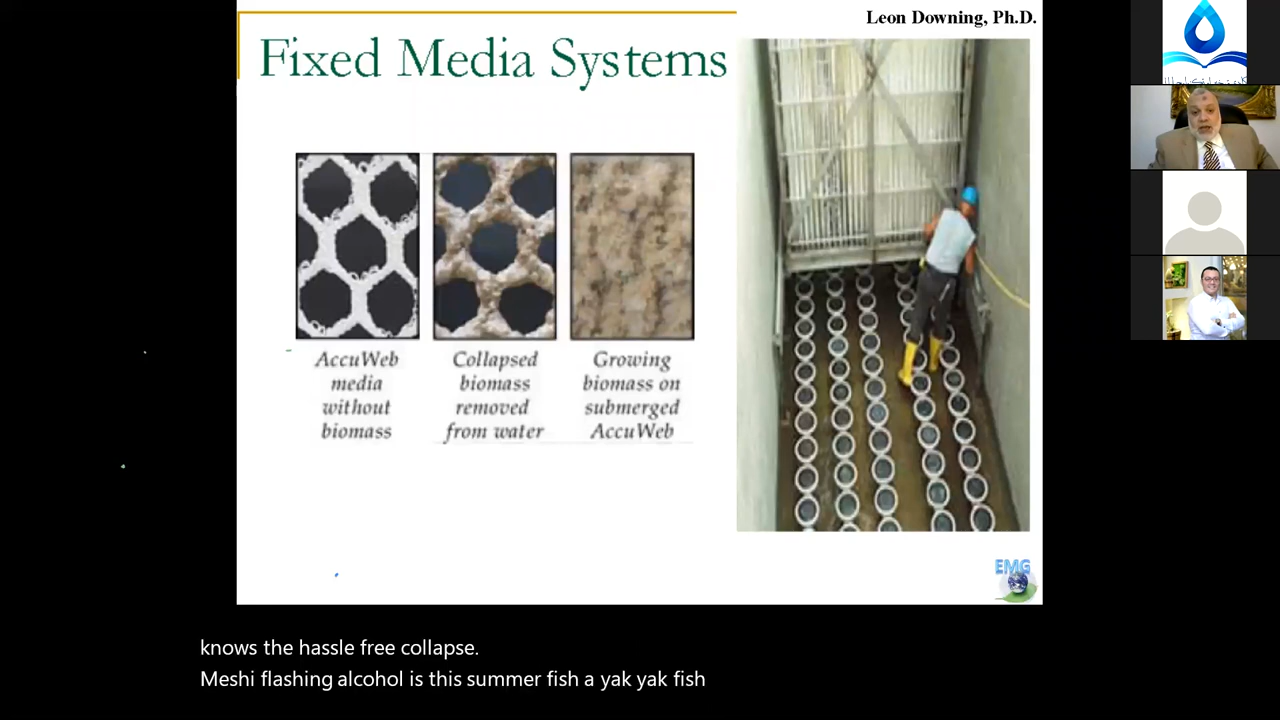 Leon Downing, Ph.D.
Fixed Media Systems
AccuWeb
media
without
biomass
Collapsed
biomass
removed
from water
Growing
biomass on
submerged
AccuWeb
EMG
knows the hassle free collapse.
Meshi flashing alcohol is this summer fish a yak yak fish